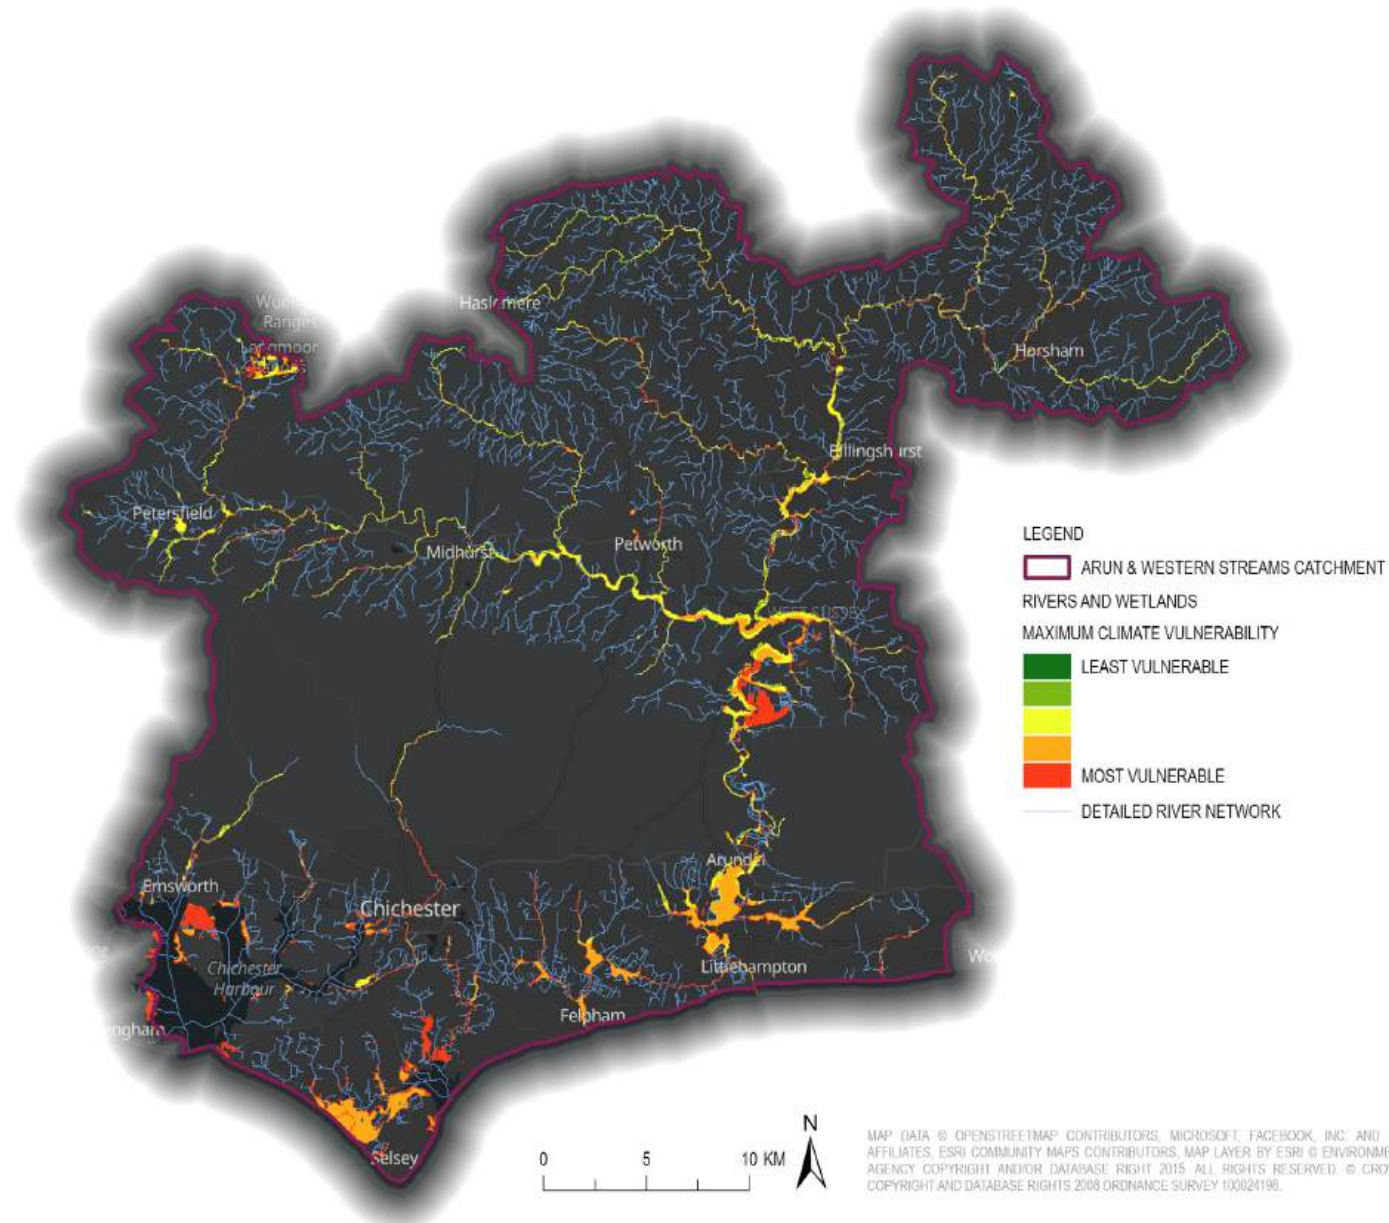 Haslemere
Ranges
Horsham
Billingshurst
LEGEND
Petersfield
Midhurst
Petworth
ARUN & WESTERN STREAMS CATCHMENT
RIVERS AND WETLANDS
WEST SUSSEX
MAXIMUM CLIMATE VULNERABILITY
LEAST VULNERABLE
MOST VULNERABLE
DETAILED RIVER NETWORK
Arundel
Emsworth
Chichester
Chichester
Harbour
Littlehampton
Felpham
Selsey
N
0 5 10 KM
MAP DATA © OPENSTREETMAP CONTRIBUTORS, MICROSOFT, FACEBOOK, INC. AND
AFFILIATES, ESRI COMMUNITY MAPS CONTRIBUTORS, MAP LAYER BY ESRI © ENVIRONME
AGENCY COPYRIGHT AND/OR DATABASE RIGHT 2015. ALL RIGHTS RESERVED. © CRO
COPYRIGHT AND DATABASE RIGHTS 2008 ORDNANCE SURVEY 100024198.